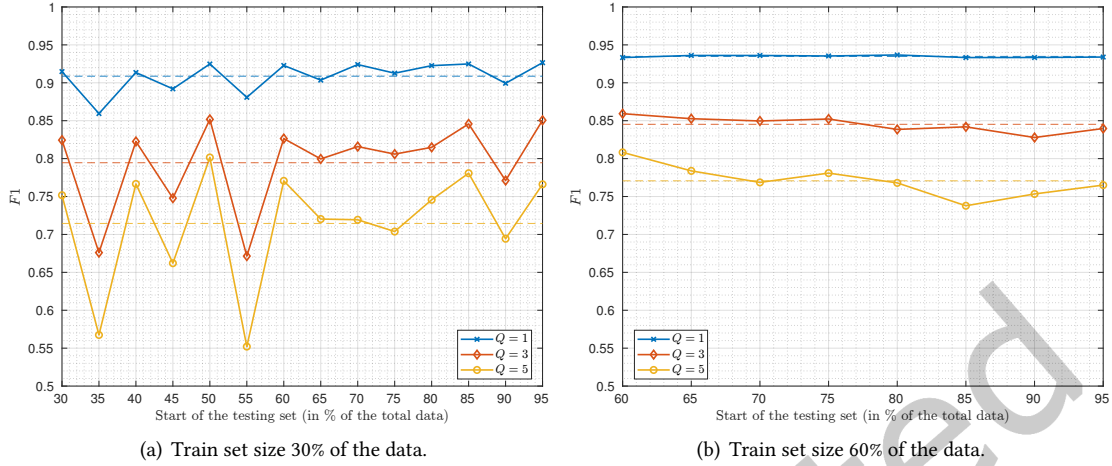 1
0.95
0.9
0.85
0.8
0.75
0.7
0.65
0.6
0.55
0.5
F1
30 35 40 45 50 55 60 65 70 75 80 85 90 95
Start of the testing set (in % of the total data)
Q = 1
Q = 3
Q = 5
(a) Train set size 30% of the data.
1
0.95
0.9
0.85
0.8
0.75
0.7
0.65
0.6
0.55
0.5
F1
60 65 70 75 80 85 90 95
Start of the testing set (in % of the total data)
Q = 1
Q = 3
Q = 5
(b) Train set size 60% of the data.